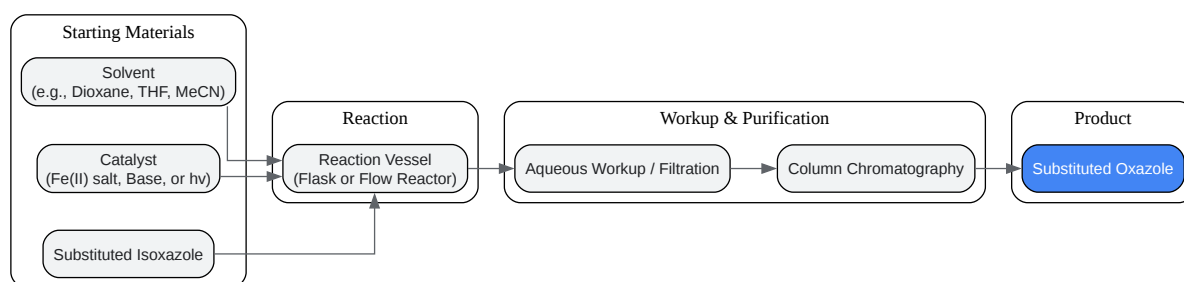 Starting Materials
Solvent
(e.g., Dioxane, THF, MeCN)
Catalyst
(Fe(II) salt, Base, or hv)
Substituted Isoxazole
Reaction
Reaction Vessel
(Flask or Flow Reactor)
Workup & Purification
Aqueous Workup / Filtration
Column Chromatography
Product
Substituted Oxazole